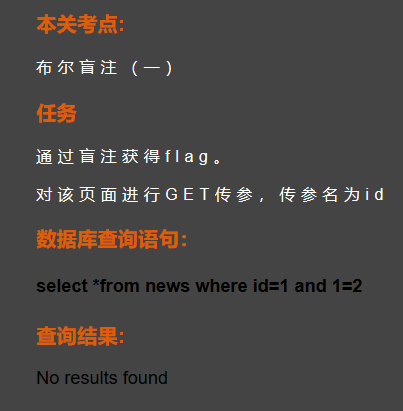 本关考点:
布尔盲注（一）
任务
通过盲注获得flag。
对该页面进行GET传参，传参名为id
数据库查询语句:
select *from news where id=1 and 1=2
查询结果:
No results found